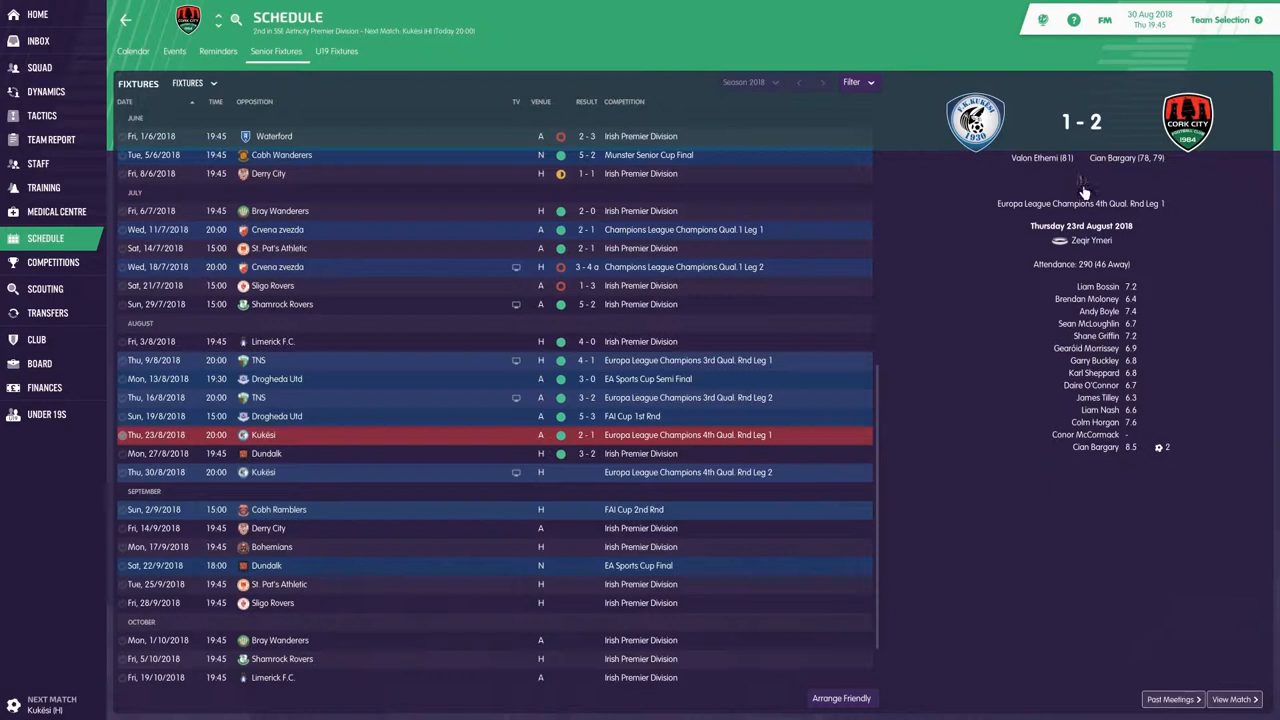 HOME
SCHEDULE
2nd in SSE Airtricity Premier Division - Next Match: Kukësi (H) (Today 20:00)
? FM 30 Aug 2018 Thu 19:45 Team Selection
INBOX
SQUAD
DYNAMICS
TACTICS
TEAM REPORT
STAFF
TRAINING
MEDICAL CENTRE
SCHEDULE
COMPETITIONS
SCOUTING
TRANSFERS
CLUB
BOARD
FINANCES
UNDER 19S
NEXT MATCH
Kukësi (H)
Calendar Events Reminders Senior Fixtures U19 Fixtures
FIXTURES FIXTURES Season 2018 Filter
DATE TIME OPPOSITION TV VENUE RESULT COMPETITION
JUNE
Fri, 1/6/2018 19:45 Waterford A 2 - 3 Irish Premier Division
Tue, 5/6/2018 19:45 Cobh Wanderers N 5 - 2 Munster Senior Cup Final
Fri, 8/6/2018 19:45 Derry City H 1 - 1 Irish Premier Division
JULY
Fri, 6/7/2018 19:45 Bray Wanderers H 2 - 0 Irish Premier Division
Wed, 11/7/2018 20:00 Crvena zvezda A 2 - 1 Champions League Champions Qual.1 Leg 1
Sat, 14/7/2018 15:00 St. Pat's Athletic A 2 - 1 Irish Premier Division
Wed, 18/7/2018 20:00 Crvena zvezda H 3 - 4 a Champions League Champions Qual.1 Leg 2
Sat, 21/7/2018 15:00 Sligo Rovers A 1 - 3 Irish Premier Division
Sun, 29/7/2018 15:00 Shamrock Rovers A 5 - 2 Irish Premier Division
AUGUST
Fri, 3/8/2018 19:45 Limerick F.C. H 4 - 0 Irish Premier Division
Thu, 9/8/2018 20:00 TNS H 4 - 1 Europa League Champions 3rd Qual. Rnd Leg 1
Mon, 13/8/2018 19:30 Drogheda Utd A 3 - 0 EA Sports Cup Semi Final
Thu, 16/8/2018 20:00 TNS A 3 - 2 Europa League Champions 3rd Qual. Rnd Leg 2
Sun, 19/8/2018 15:00 Drogheda Utd A 5 - 3 FAI Cup 1st Rnd
Thu, 23/8/2018 20:00 Kukësi A 2 - 1 Europa League Champions 4th Qual. Rnd Leg 1
Mon, 27/8/2018 19:45 Dundalk H 3 - 2 Irish Premier Division
Thu, 30/8/2018 20:00 Kukësi H Europa League Champions 4th Qual. Rnd Leg 2
SEPTEMBER
Sun, 2/9/2018 15:00 Cobh Ramblers H FAI Cup 2nd Rnd
Fri, 14/9/2018 19:45 Derry City A Irish Premier Division
Mon, 17/9/2018 19:45 Bohemians H Irish Premier Division
Sat, 22/9/2018 18:00 Dundalk N EA Sports Cup Final
Tue, 25/9/2018 19:45 St. Pat's Athletic H Irish Premier Division
Fri, 28/9/2018 19:45 Sligo Rovers H Irish Premier Division
OCTOBER
Mon, 1/10/2018 19:45 Bray Wanderers A Irish Premier Division
Fri, 5/10/2018 19:45 Shamrock Rovers H Irish Premier Division
Fri, 19/10/2018 19:45 Limerick F.C. A Irish Premier Division
Arrange Friendly
F.K. KUKËSI 1930
1 - 2
CORK CITY FOOTBALL CLUB 1984
Valon Ethemi (81) Cian Bargary (78, 79)
Europa League Champions 4th Qual. Rnd Leg 1
Thursday 23rd August 2018
Zeqir Ymeri
Attendance: 290 (46 Away)
Liam Bossin 7.2
Brendan Moloney 6.4
Andy Boyle 7.4
Sean McLoughlin 6.7
Shane Griffin 7.2
Gearóid Morrissey 6.9
Garry Buckley 6.8
Karl Sheppard 6.8
Daire O'Connor 6.7
James Tilley 6.3
Liam Nash 6.6
Colm Horgan 7.6
Conor McCormack -
Cian Bargary 8.5 2
Past Meetings View Match